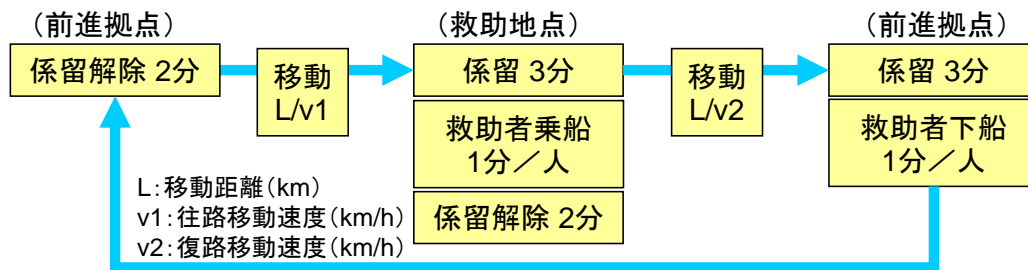 （前進拠点）
係留解除 2分
移動
L/v1
（救助地点）
係留 3分
救助者乗船
1分／人
係留解除 2分
移動
L/v2
（前進拠点）
係留 3分
救助者下船
1分／人
L：移動距離（km）
v1：往路移動速度（km/h）
v2：復路移動速度（km/h）